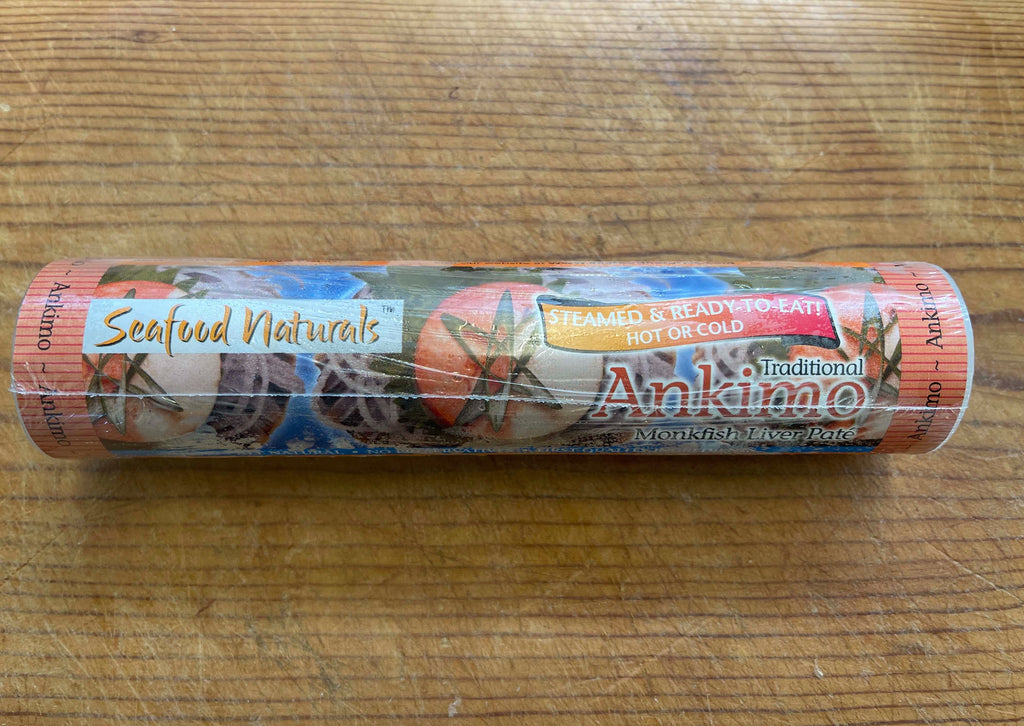 Ankimo ~ Ankimo
Seafood Naturals™
STEAMED & READY-TO-EAT!
HOT OR COLD
Traditional
Ankimo
Monkfish Liver Paté
Ankimo ~ Ankimo ~